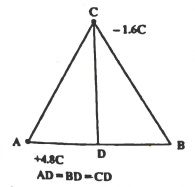 C
– 1.6C
A
D
B
+4.8C
AD = BD = CD